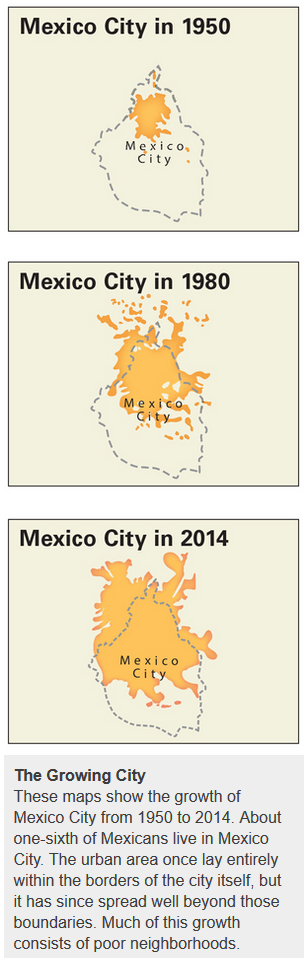 Mexico City in 1950
Mexico
City
Mexico City in 1980
Mexico
City
Mexico City in 2014
Mexico
City
The Growing City
These maps show the growth of
Mexico City from 1950 to 2014. About
one-sixth of Mexicans live in Mexico
City. The urban area once lay entirely
within the borders of the city itself, but
it has since spread well beyond those
boundaries. Much of this growth
consists of poor neighborhoods.